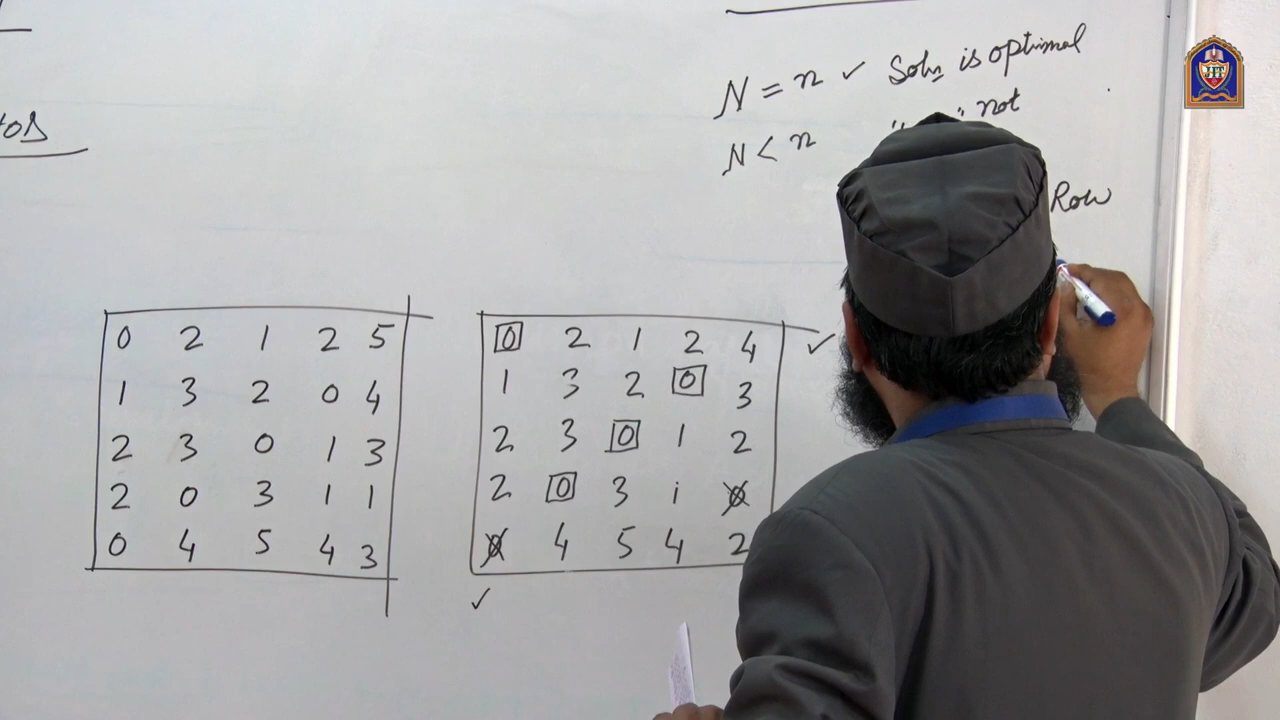 N = n ✓ Soln is optimal
N < n " " not
Row
0 2 1 2 5
1 3 2 0 4
2 3 0 1 3
2 0 3 1 1
0 4 5 4 3
0 2 1 2 4 ✓
1 3 2 0 3
2 3 0 1 2
2 0 3 1 0
0 4 5 4 2
✓
JIT